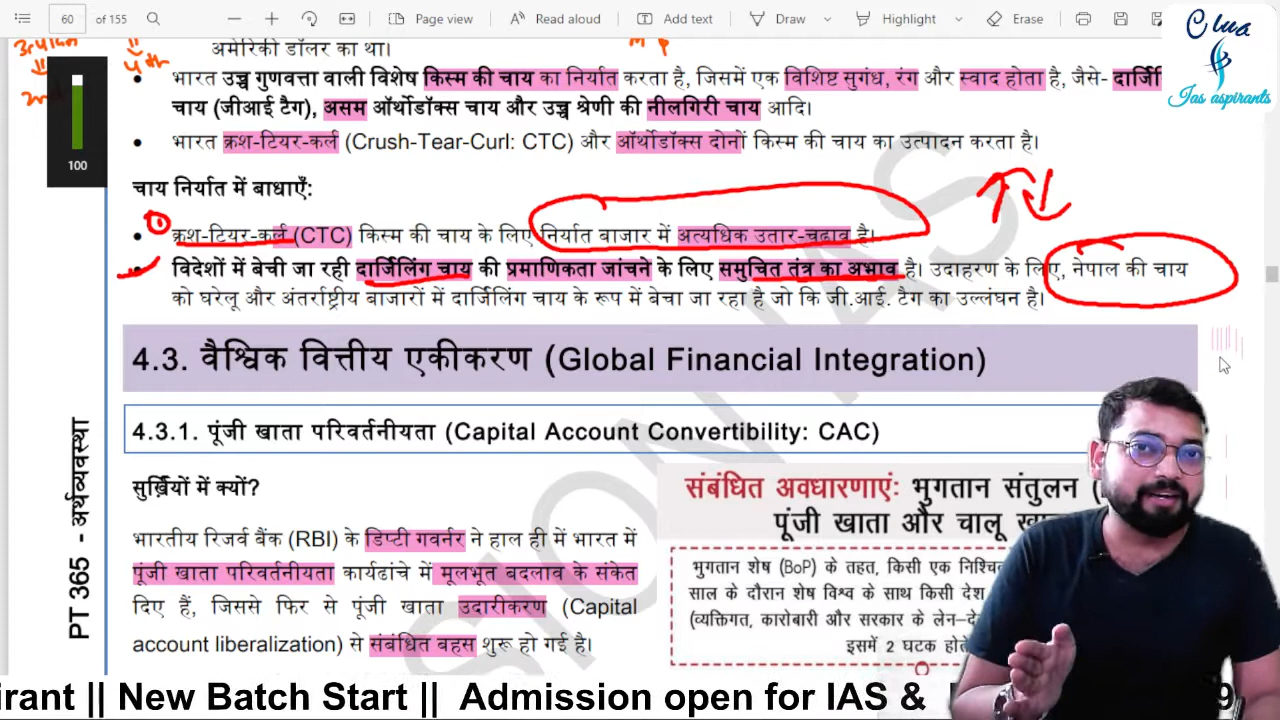 60 of 155
Page view
Read aloud
Add text
Draw
Highlight
Erase
Clue
Ias aspirants
4th
2nd
अमेरिकी डॉलर का था।
• भारत उच्च गुणवत्ता वाली विशेष किस्म की चाय का निर्यात करता है, जिसमें एक विशिष्ट सुगंध, रंग और स्वाद होता है, जैसे- दार्जि
चाय (जीआई टैग), असम ऑर्थोडॉक्स चाय और उच्च श्रेणी की नीलगिरी चाय आदि।
• भारत क्रश-टियर-कर्ल (Crush-Tear-Curl: CTC) और ऑर्थोडॉक्स दोनों किस्म की चाय का उत्पादन करता है।
100
चाय निर्यात में बाधाएँ:
• क्रश-टियर-कर्ल (CTC) किस्म की चाय के लिए निर्यात बाजार में अत्यधिक उतार-चढ़ाव है।
• विदेशों में बेची जा रही दार्जिलिंग चाय की प्रमाणिकता जांचने के लिए समुचित तंत्र का अभाव है। उदाहरण के लिए, नेपाल की चाय
को घरेलू और अंतर्राष्ट्रीय बाजारों में दार्जिलिंग चाय के रूप में बेचा जा रहा है जो कि जी.आई. टैग का उल्लंघन है।
4.3. वैश्विक वित्तीय एकीकरण (Global Financial Integration)
4.3.1. पूंजी खाता परिवर्तनीयता (Capital Account Convertibility: CAC)
सुर्ख़ियों में क्यों?
भारतीय रिजर्व बैंक (RBI) के डिप्टी गवर्नर ने हाल ही में भारत में
पूंजी खाता परिवर्तनीयता कार्यढांचे में मूलभूत बदलाव के संकेत
दिए हैं, जिससे फिर से पूंजी खाता उदारीकरण (Capital
account liberalization) से संबंधित बहस शुरू हो गई है।
संबंधित अवधारणाएं: भुगतान संतुलन (
पूंजी खाता और चालू खा
भुगतान शेष (BoP) के तहत, किसी एक निश्चि
साल के दौरान शेष विश्व के साथ किसी देश
(व्यक्तिगत, कारोबारी और सरकार के लेन-दे
इसमें 2 घटक होते
PT 365 - अर्थव्यवस्था
SION IAS
irant || New Batch Start || Admission open for IAS &
9